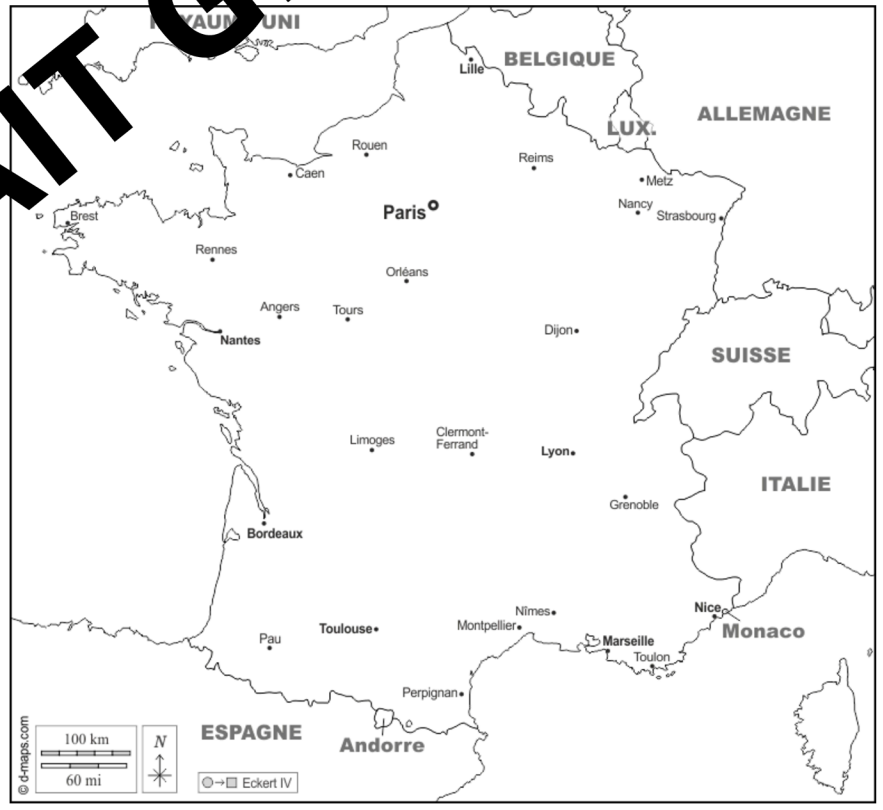 AIT G
ROYAUME-UNI
BELGIQUE
Lille
ALLEMAGNE
LUX.
Rouen
Reims
Caen
Metz
Paris
Nancy
Strasbourg
Brest
Rennes
Orléans
Angers
Tours
Nantes
Dijon
SUISSE
Limoges
Clermont-
Ferrand
Lyon
ITALIE
Grenoble
Bordeaux
Nîmes
Nice
Montpellier
Monaco
Toulouse
Marseille
Pau
Toulon
Perpignan
ESPAGNE
Andorre
© d-maps.com
100 km
60 mi
N
Eckert IV